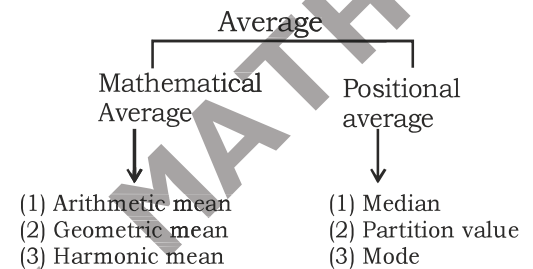 Average
Mathematical
Average
Positional
average
(1) Arithmetic mean
(2) Geometric mean
(3) Harmonic mean
(1) Median
(2) Partition value
(3) Mode
MATH